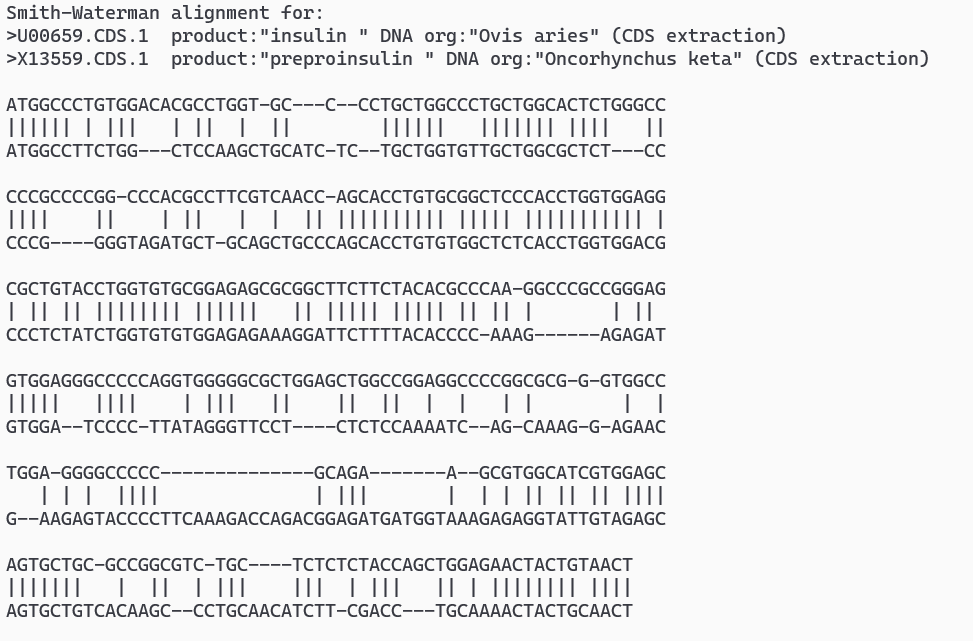 Smith-Waterman alignment for:
>U00659.CDS.1  product:"insulin " DNA org:"Ovis aries" (CDS extraction)
>X13559.CDS.1  product:"preproinsulin " DNA org:"Oncorhynchus keta" (CDS extraction)
ATGGCCCTGTGGACACGCCTGGT-GC---C--CCTGCTGGCCCTGCTGGCACTCTGGGCC
|||||| | |||   | ||  |  ||        ||||||   ||||||| ||||   ||
ATGGCCTTCTGG---CTCCAAGCTGCATC-TC--TGCTGGTGTTGCTGGCGCTCT---CC
CCCGCCCCGG-CCCACGCCTTCGTCAACC-AGCACCTGTGCGGCTCCCACCTGGTGGAGG
||||    ||    | ||   |  |  || |||||||||| ||||| ||||||||||| |
CCCG----GGGTAGATGCT-GCAGCTGCCCAGCACCTGTGTGGCTCTCACCTGGTGGACG
CGCTGTACCTGGTGTGCGGAGAGCGCGGCTTCTTCTACACGCCCAA-GGCCCGCCGGGAG
| || || |||||||| ||||||   || ||||| ||||| || || |       | ||
CCCTCTATCTGGTGTGTGGAGAGAAAGGATTCTTTTACACCCC-AAAG------AGAGAT
GTGGAGGGCCCCCAGGTGGGGGCGCTGGAGCTGGCCGGAGGCCCCGGCGCG-G-GTGGCC
|||||   ||||    | |||   ||    ||  ||  |  |   | |        |  |
GTGGA--TCCCC-TTATAGGGTTCCT----CTCTCCAAAATC--AG-CAAAG-G-AGAAC
TGGA-GGGGCCCCC--------------GCAGA-------A--GCGTGGCATCGTGGAGC
   | | |  ||||              | |||       |  | | || || || ||||
G--AAGAGTACCCCTTCAAAGACCAGACGGAGATGATGGTAAAGAGAGGTATTGTAGAGC
AGTGCTGC-GCCGGCGTC-TGC----TCTCTCTACCAGCTGGAGAACTACTGTAACT
|||||||   |  ||  | |||    |||  | |||   || | |||||||| ||||
AGTGCTGTCACAAGC--CCTGCAACATCTT-CGACC---TGCAAAACTACTGCAACT